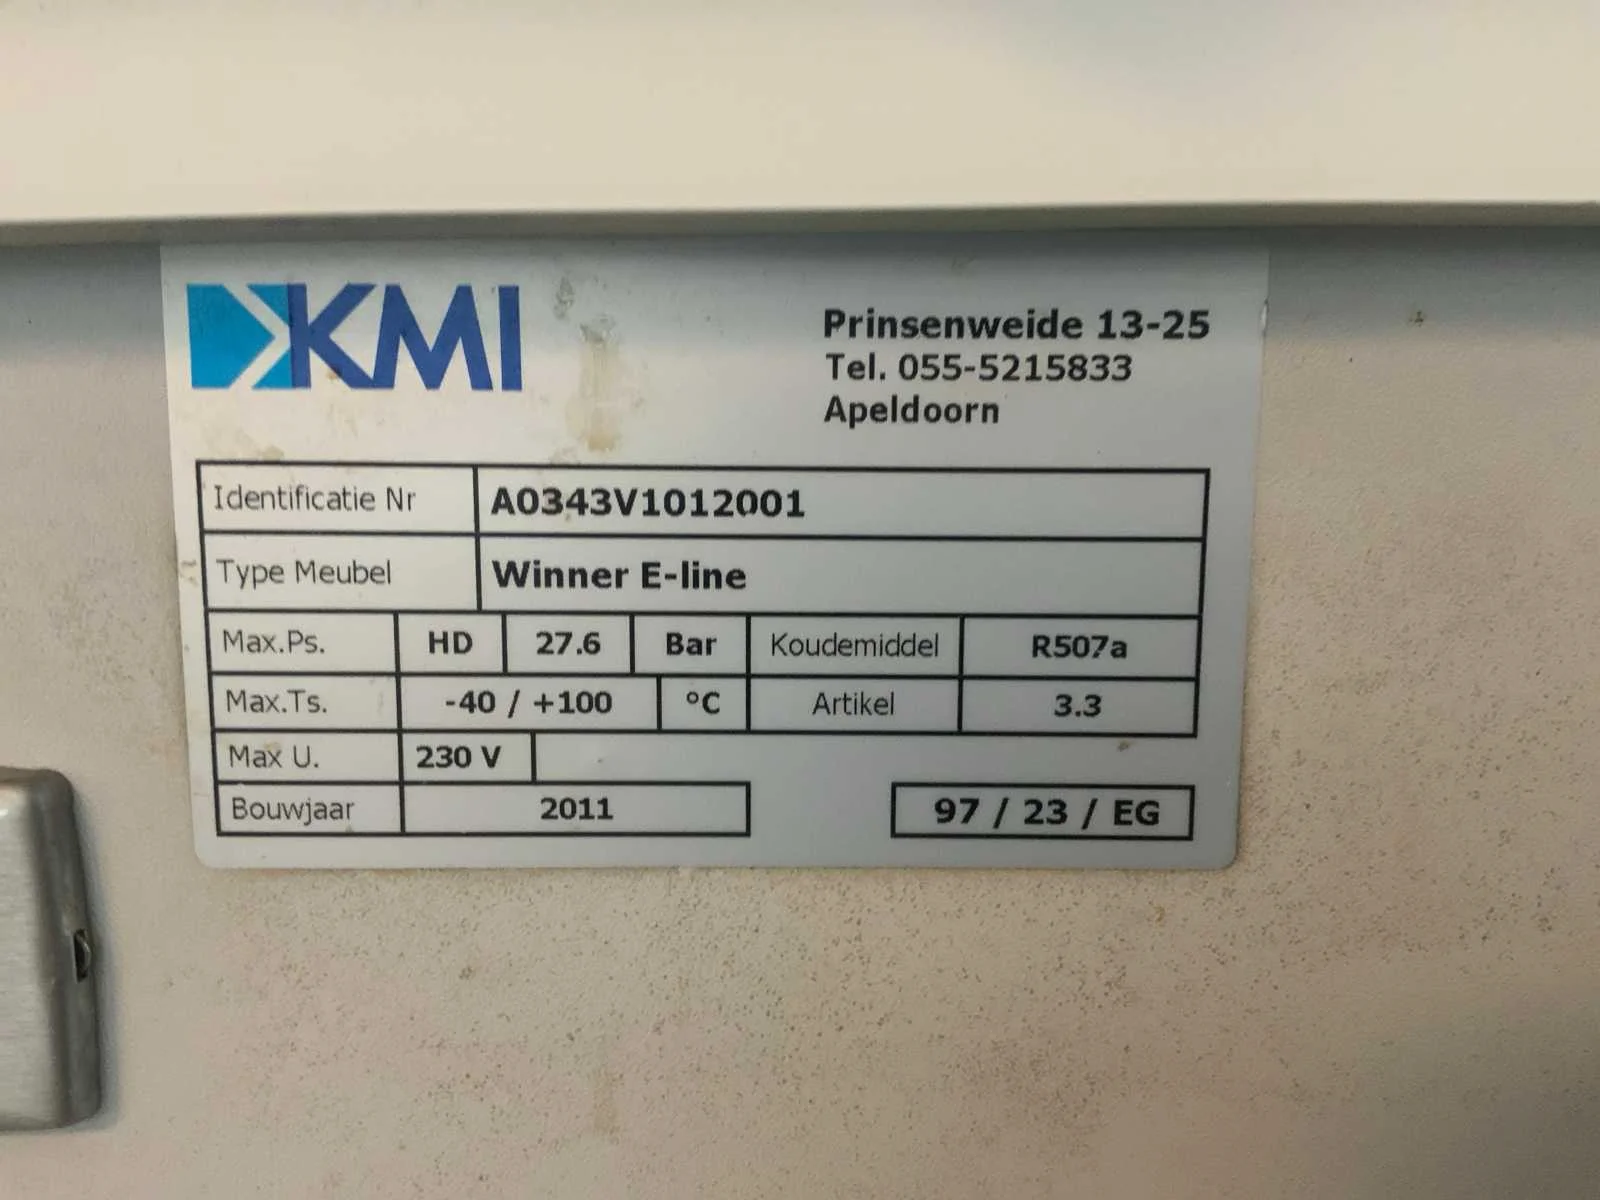 KMI
Prinsenweide 13-25
Tel. 055-5215833
Apeldoorn
Identificatie Nr A0343V1012001
Type Meubel Winner E-line
Max.Ps. HD 27.6 Bar Koudemiddel R507a
Max.Ts. -40 / +100 °C Artikel 3.3
Max U. 230 V
Bouwjaar 2011 97 / 23 / EG